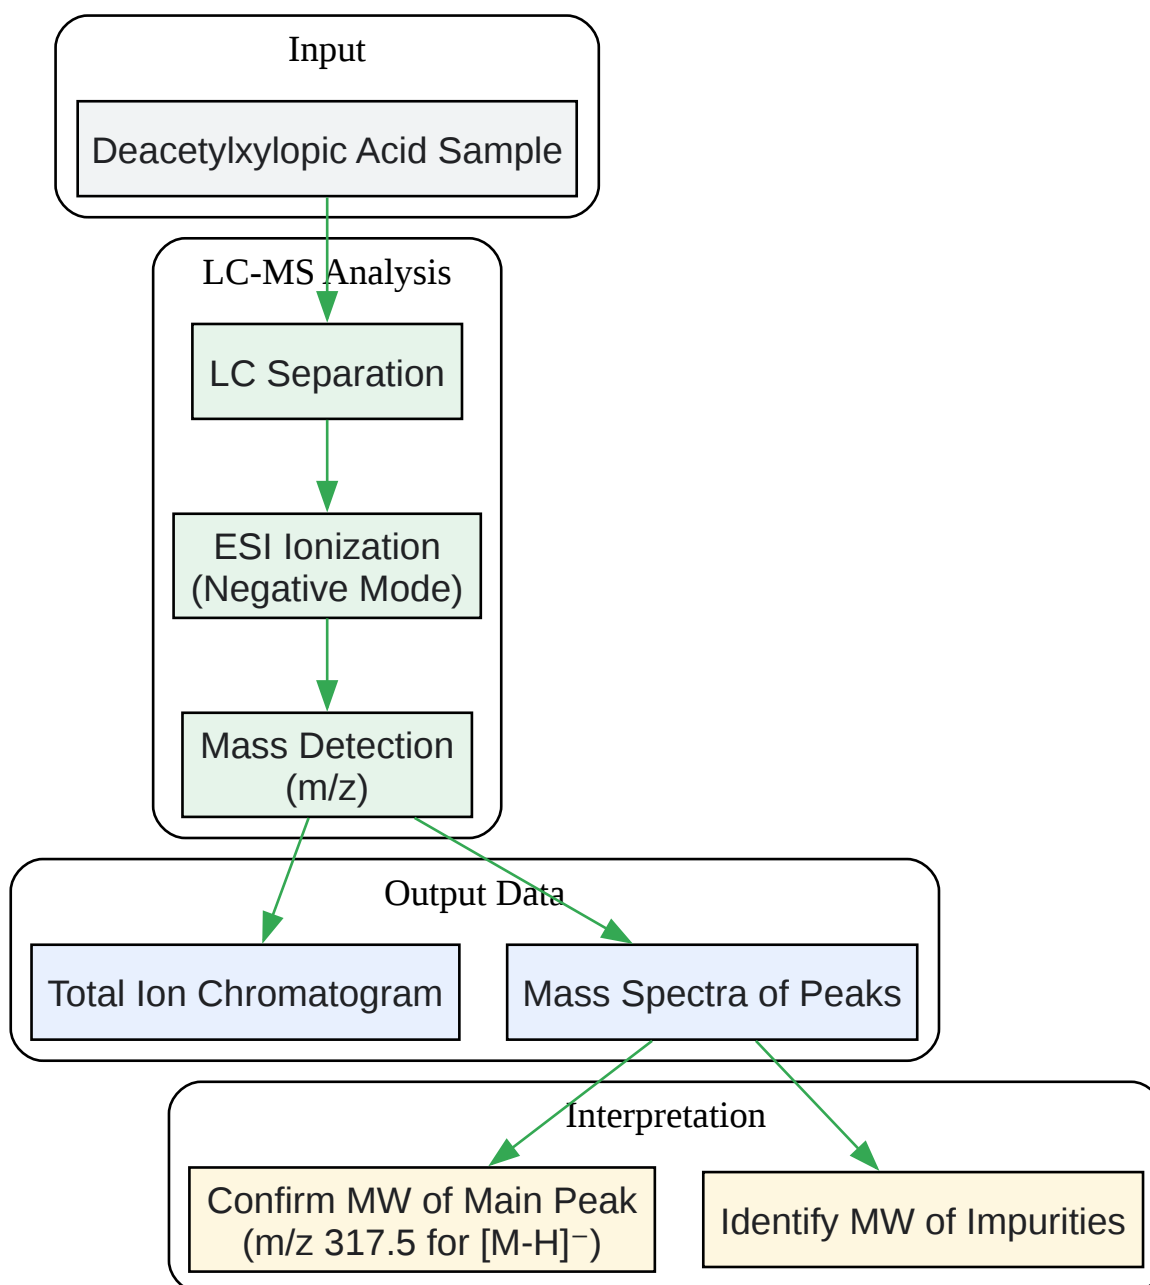 Input
Deacetylxylopic Acid Sample
LC-MS Analysis
LC Separation
ESI Ionization
(Negative Mode)
Mass Detection
(m/z)
Output Data
Total Ion Chromatogram
Mass Spectra of Peaks
Interpretation
Confirm MW of Main Peak
(m/z 317.5 for [M-H]⁻)
Identify MW of Impurities